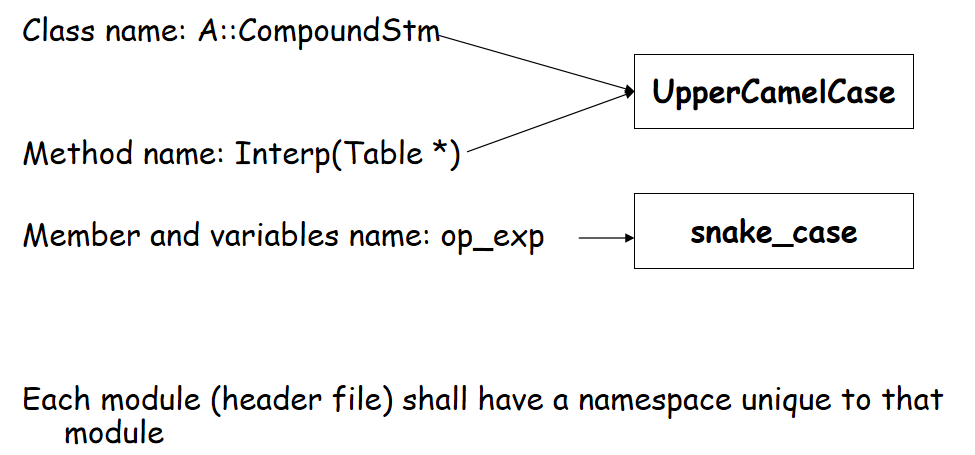 Class name: A::CompoundStm
UpperCamelCase
Method name: Interp(Table *)
Member and variables name: op_exp
snake_case
Each module (header file) shall have a namespace unique to that
module